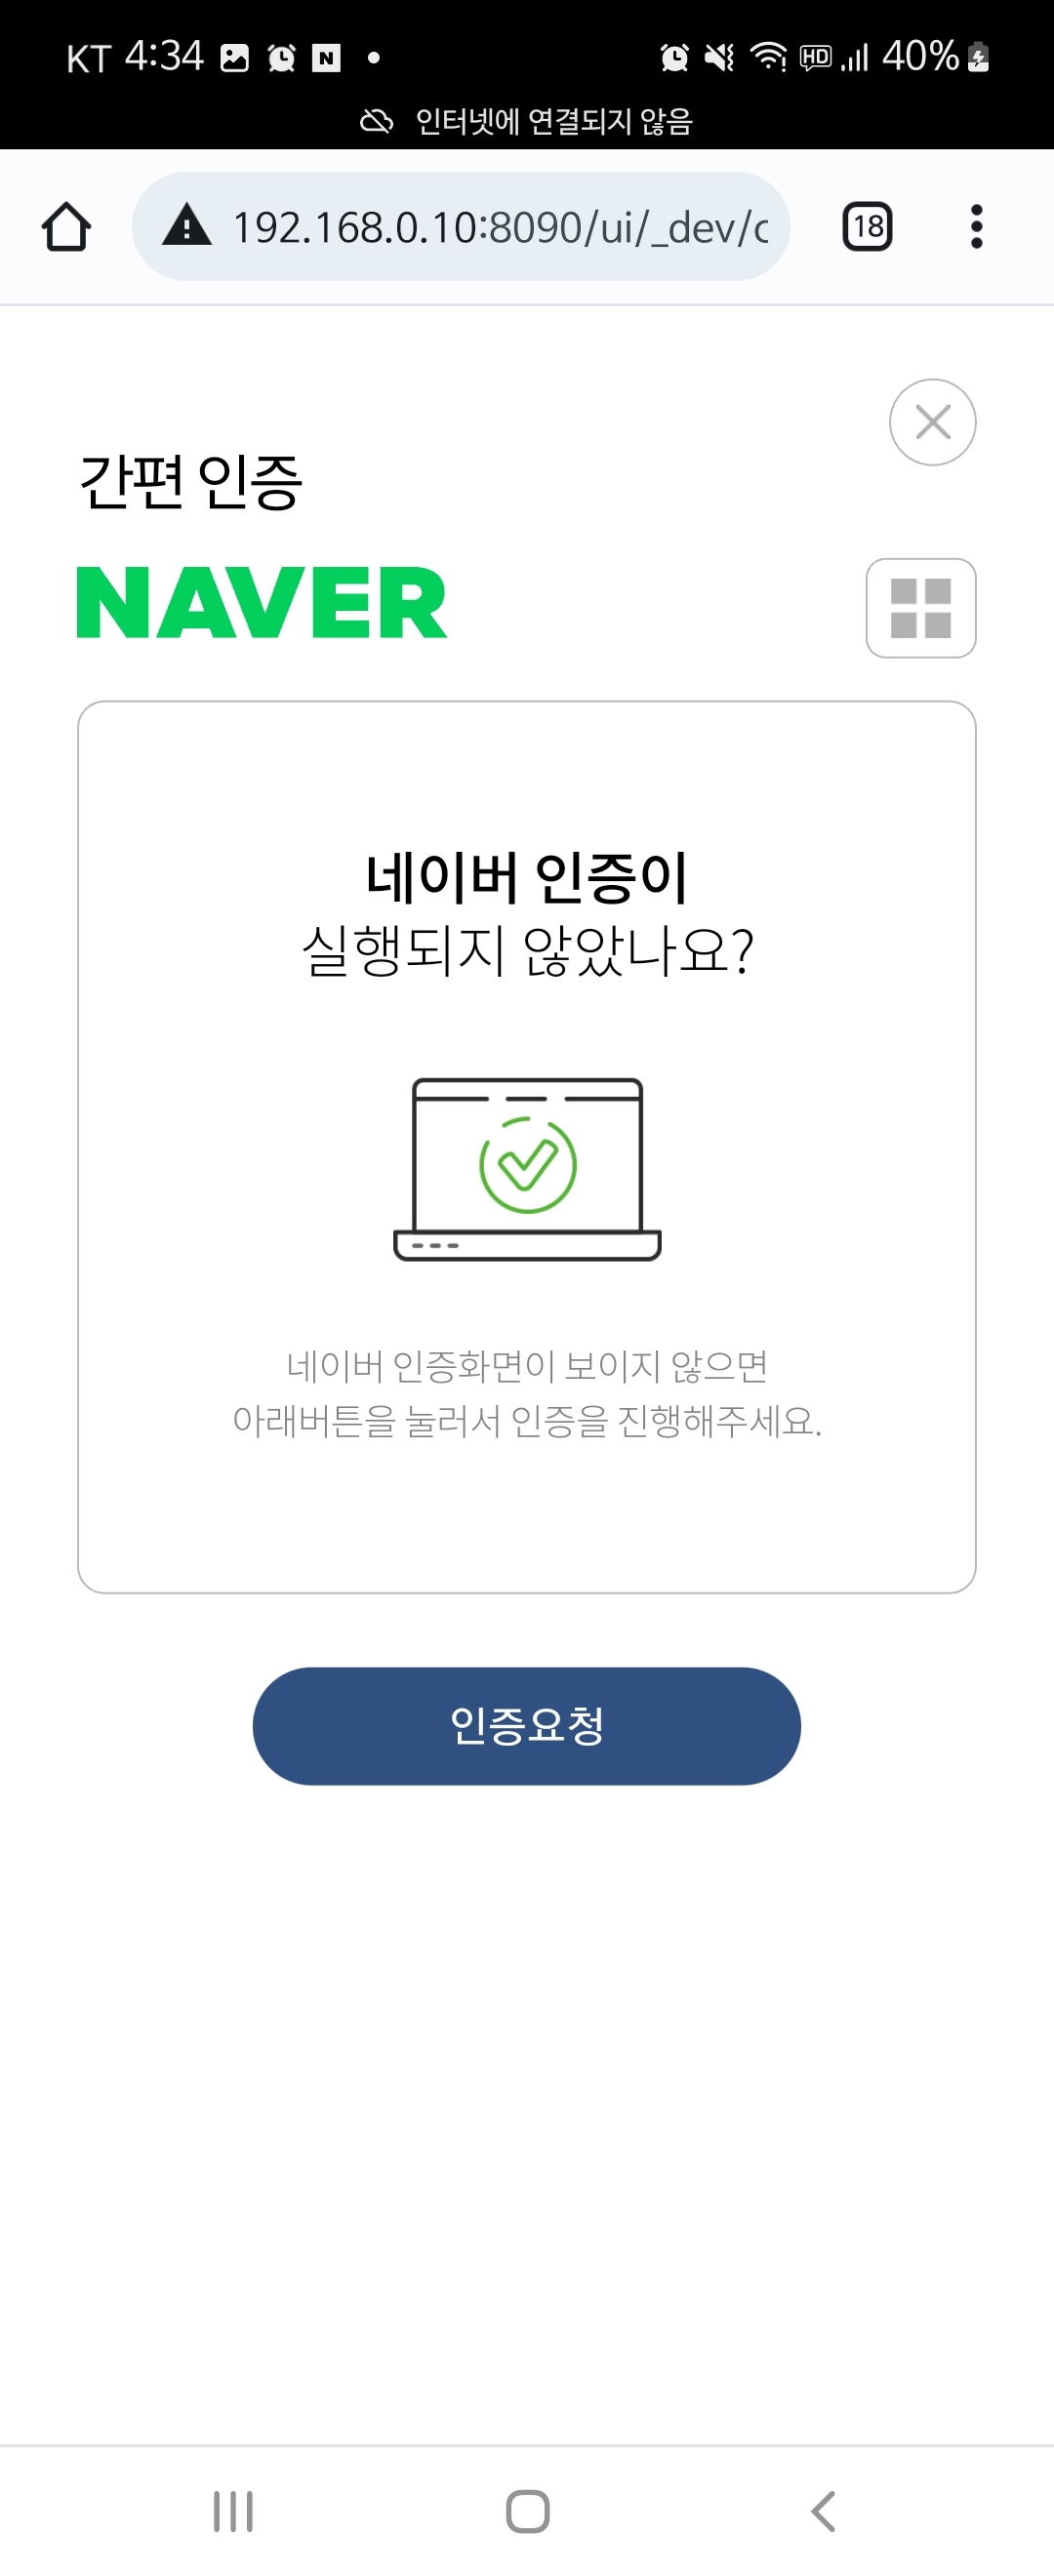 KT 4:34
HD 40%
인터넷에 연결되지 않음
192.168.0.10:8090/ui/_dev/c
18
간편 인증
NAVER
네이버 인증이
실행되지 않았나요?
네이버 인증화면이 보이지 않으면
아래버튼을 눌러서 인증을 진행해주세요.
인증요청